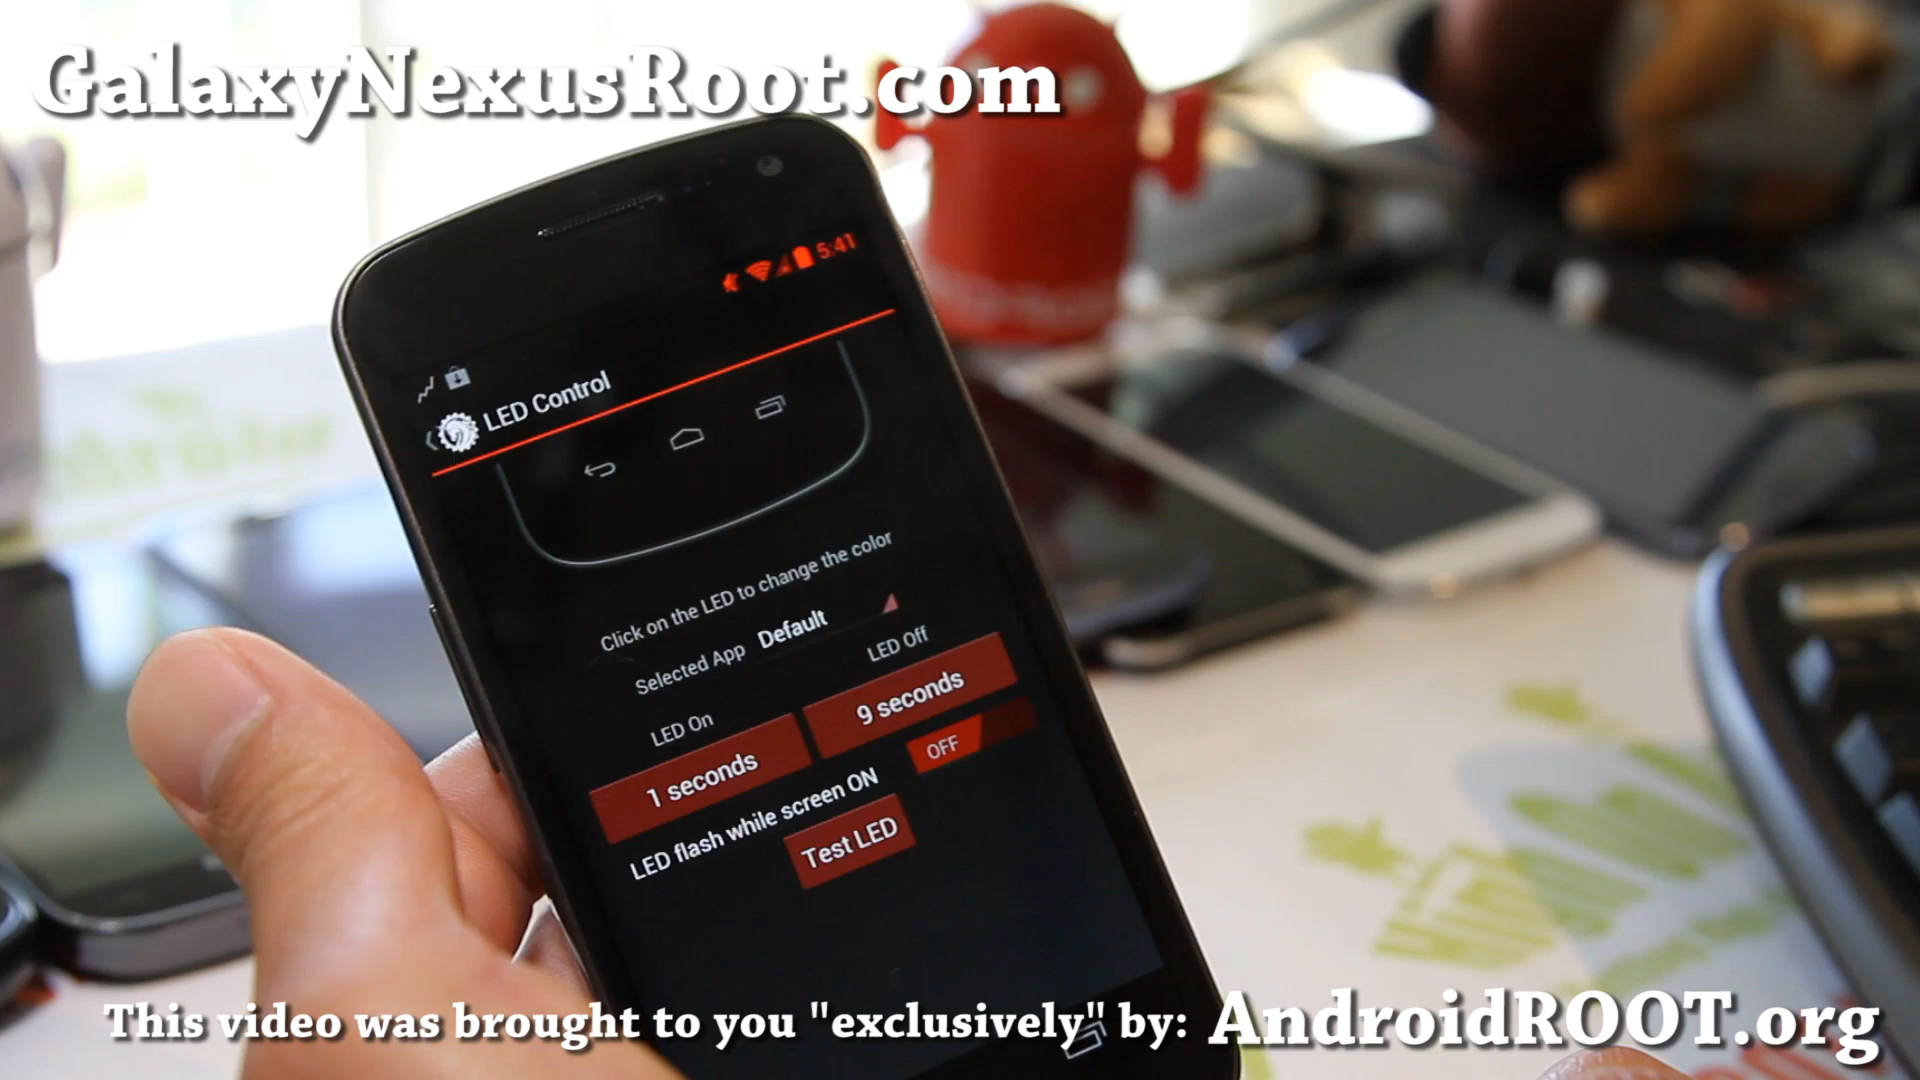 GalaxyNexusRoot.com
5:41
LED Control
Click on the LED to change the color
Selected App Default
LED On LED Off
1 seconds 9 seconds
LED flash while screen ON OFF
Test LED
This video was brought to you "exclusively" by: AndroidROOT.org